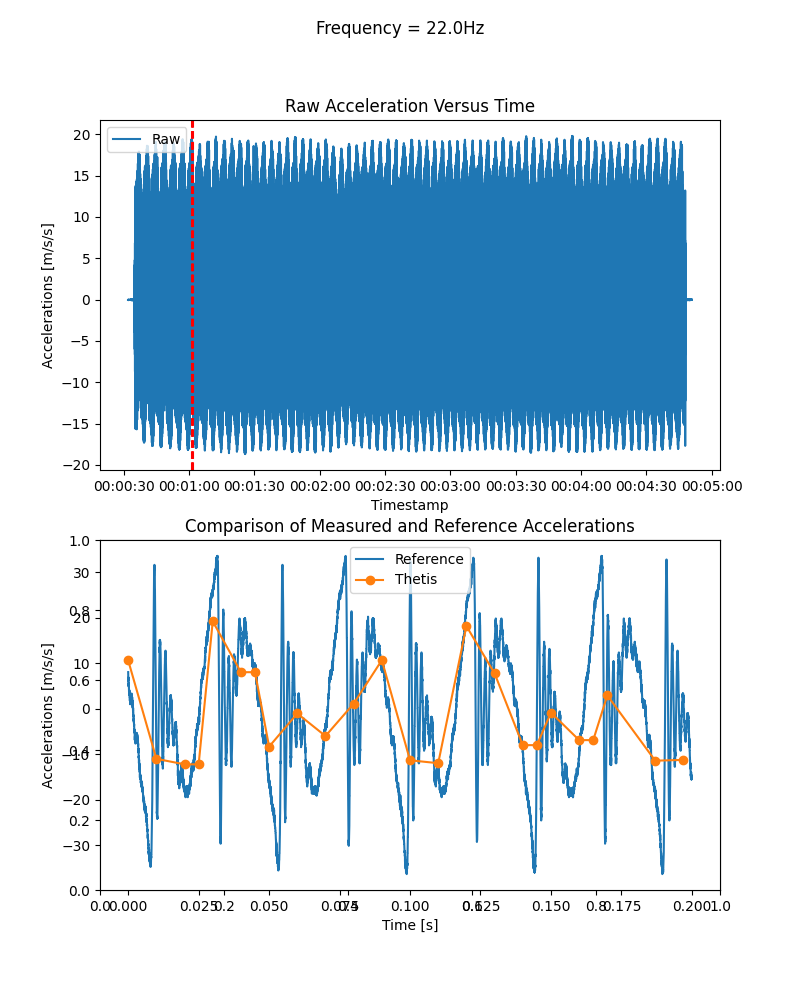 Frequency = 22.0Hz
Raw Acceleration Versus Time
Raw
20
15
10
5
0
−5
−10
−15
−20
Accelerations [m/s/s]
00:00:30 00:01:00 00:01:30 00:02:00 00:02:30 00:03:00 00:03:30 00:04:00 00:04:30 00:05:00
Timestamp
Comparison of Measured and Reference Accelerations
Reference
Thetis
1.0
30
0.8
20
10
0.6
0
0.4
−10
−20
0.2
−30
0.0
Accelerations [m/s/s]
0.0 0.000 0.025 0.2 0.050 0.075 0.4 0.100 0.6 0.125 0.150 0.8 0.175 0.200 1.0
Time [s]